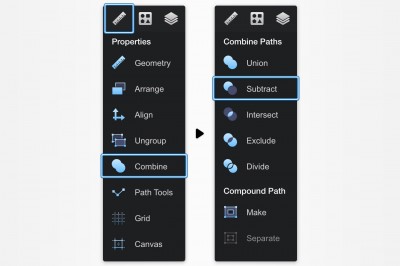 Properties
Geometry
Arrange
Align
Ungroup
Combine
Path Tools
Grid
Canvas
Combine Paths
Union
Subtract
Intersect
Exclude
Divide
Compound Path
Make
Separate